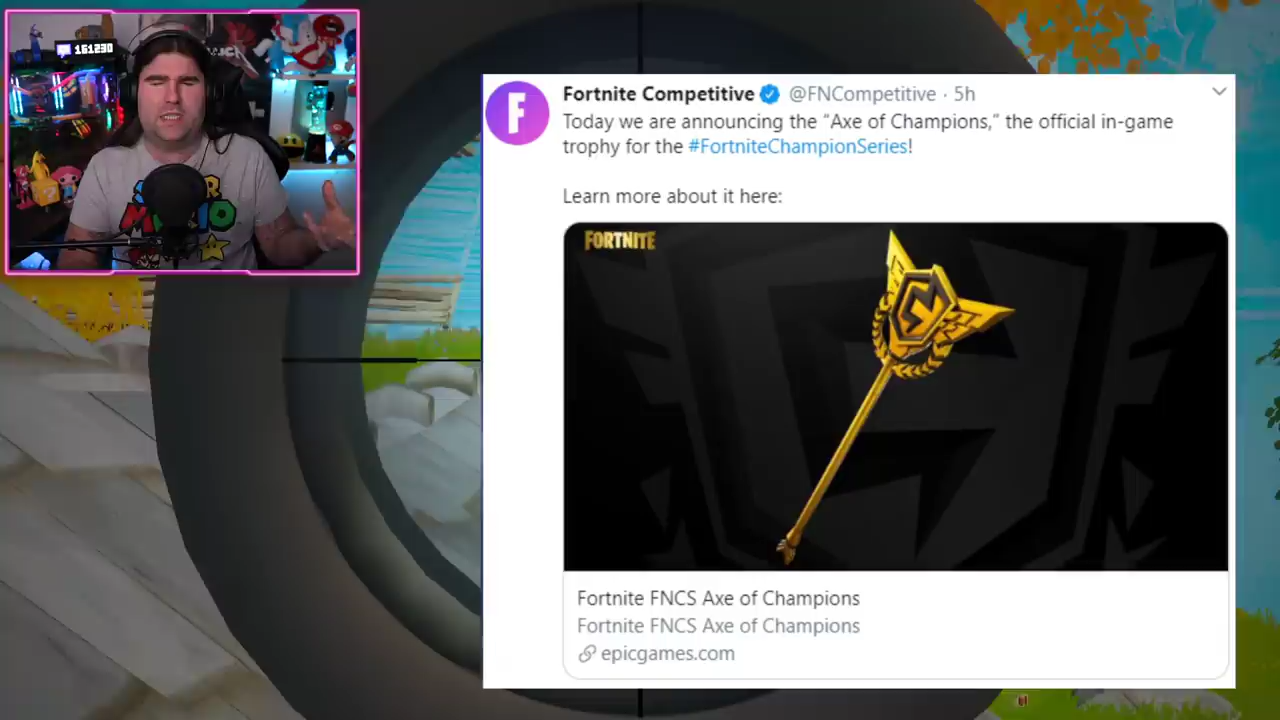 161230
Fortnite Competitive @FNCompetitive · 5h
Today we are announcing the “Axe of Champions,” the official in-game
trophy for the #FortniteChampionSeries!
Learn more about it here:
FORTNITE
Fortnite FNCS Axe of Champions
Fortnite FNCS Axe of Champions
epicgames.com